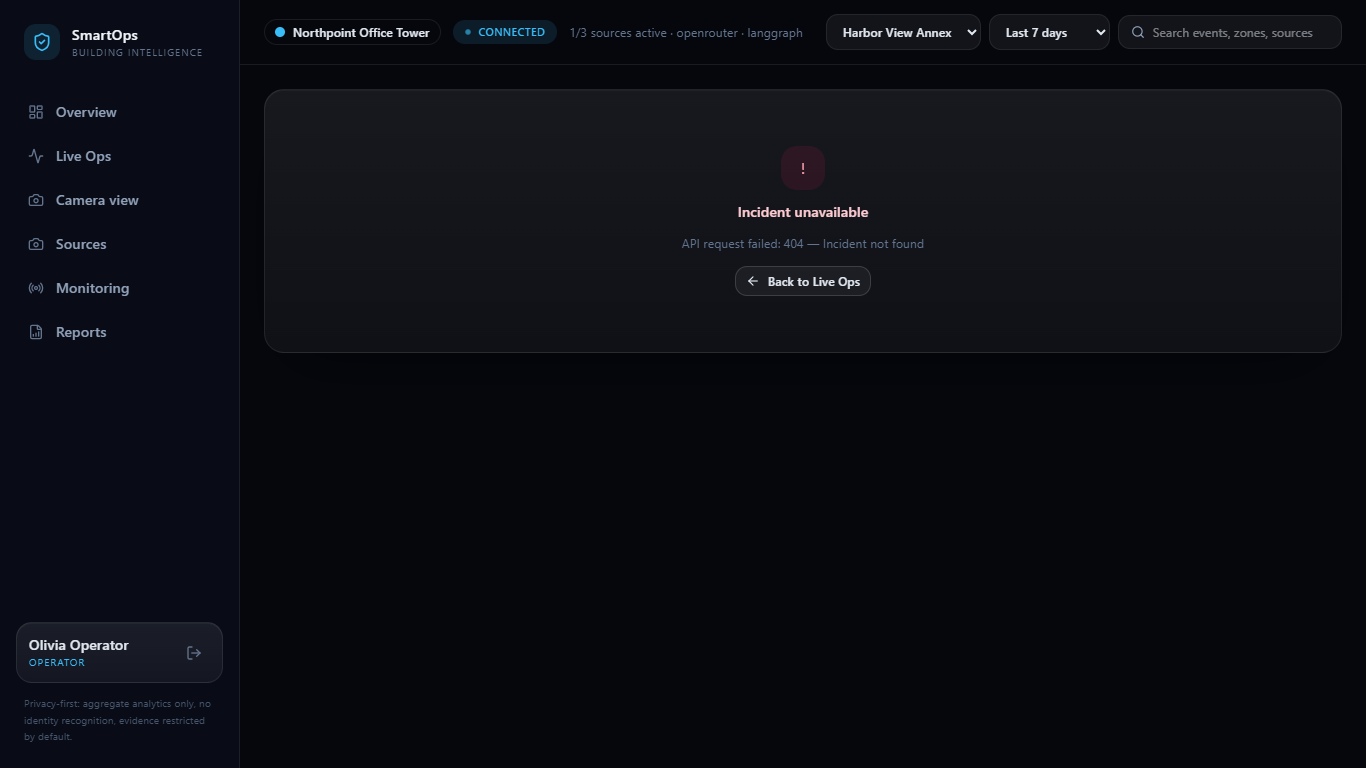 SmartOps
BUILDING INTELLIGENCE
Overview
Live Ops
Camera view
Sources
Monitoring
Reports
Olivia Operator
OPERATOR
Privacy-first: aggregate analytics only, no
identity recognition, evidence restricted
by default.
Northpoint Office Tower
CONNECTED
1/3 sources active · openrouter · langgraph
Harbor View Annex
Last 7 days
Search events, zones, sources
!
Incident unavailable
API request failed: 404 — Incident not found
Back to Live Ops